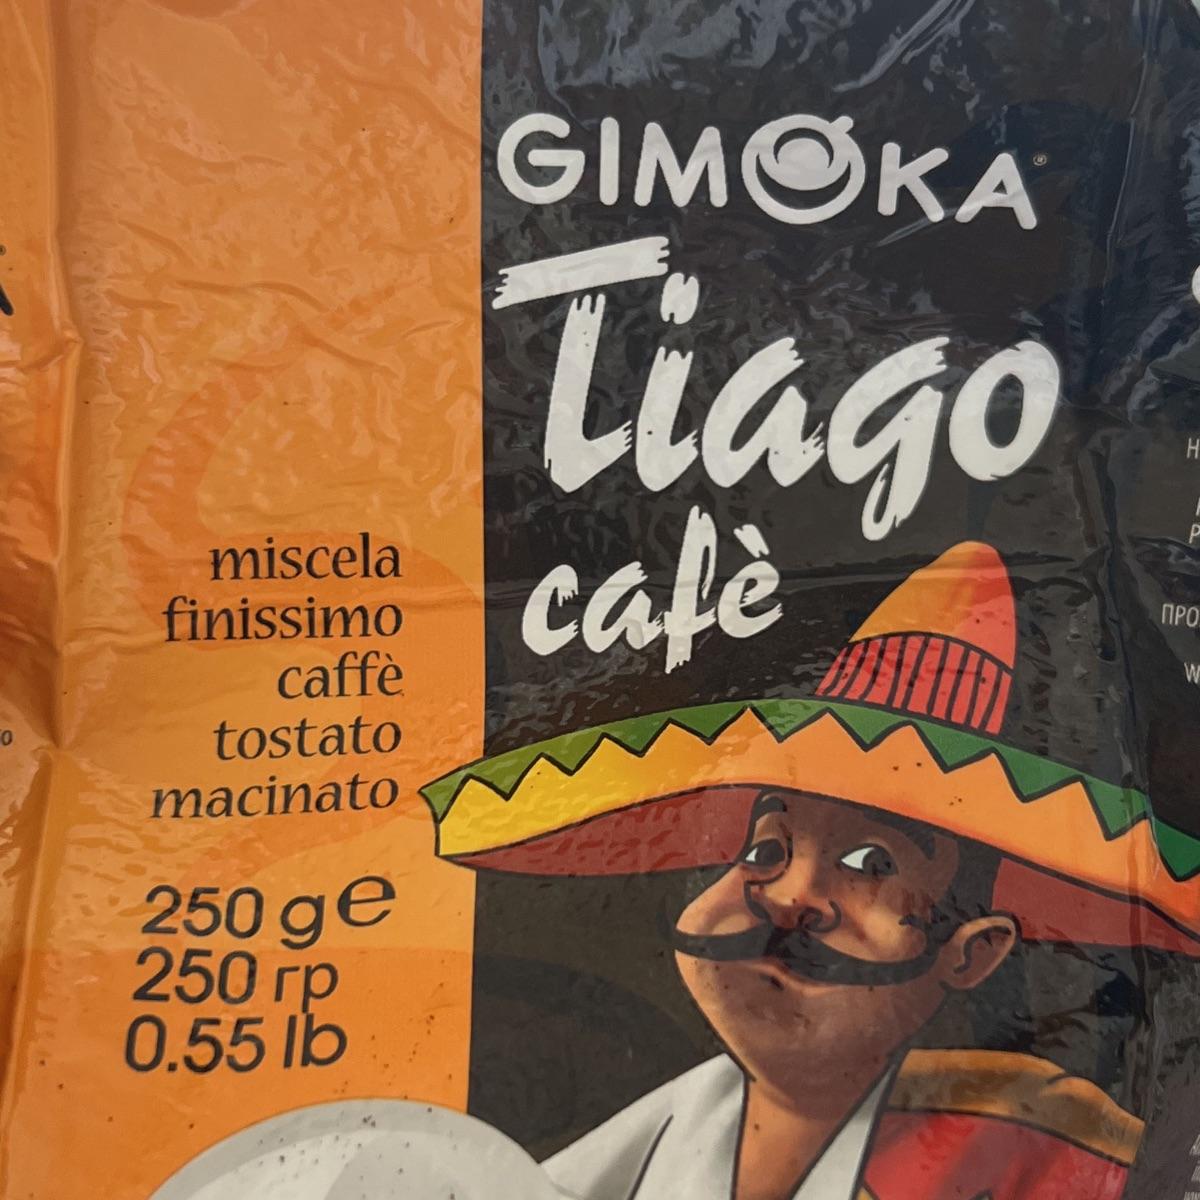 GIMOKA®
Tiago
cafè
miscela
finissimo
caffè
tostato
macinato
250 g e
250 гр
0.55 lb